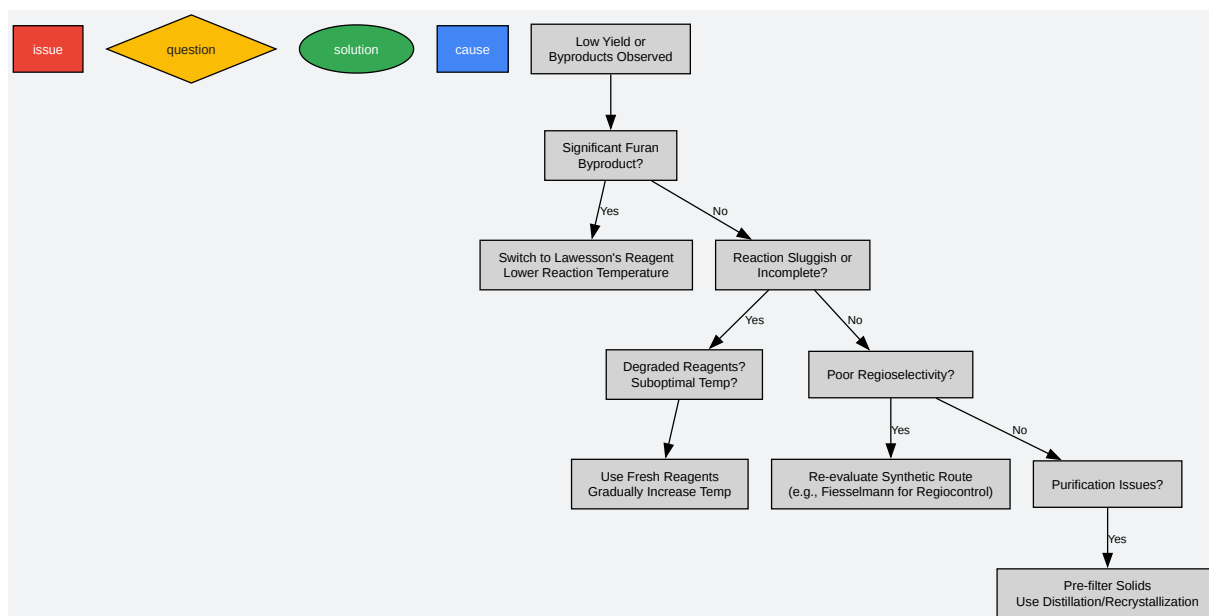 issue
question
solution
cause
Low Yield or
Byproducts Observed
Significant Furan
Byproduct?
Yes
No
Switch to Lawesson's Reagent
Lower Reaction Temperature
Reaction Sluggish or
Incomplete?
Yes
No
Degraded Reagents?
Suboptimal Temp?
Poor Regioselectivity?
Yes
No
Use Fresh Reagents
Gradually Increase Temp
Re-evaluate Synthetic Route
(e.g., Fiesselmann for Regiocontrol)
Purification Issues?
Yes
Pre-filter Solids
Use Distillation/Recrystallization